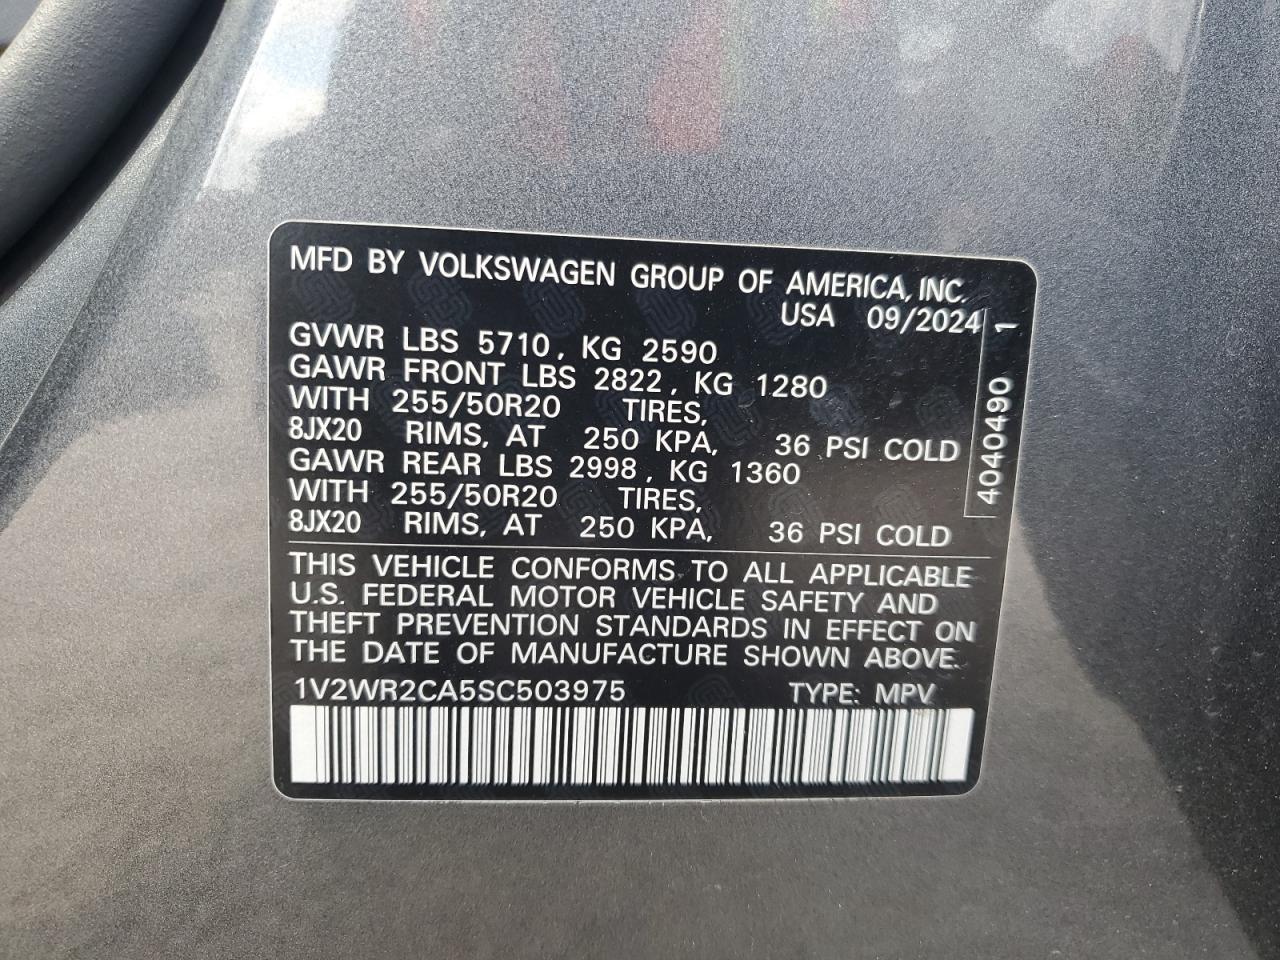 MFD BY VOLKSWAGEN GROUP OF AMERICA, INC.
USA 09/2024
GVWR LBS 5710, KG 2590
GAWR FRONT LBS 2822, KG 1280
WITH 255/50R20 TIRES,
8JX20 RIMS, AT 250 KPA, 36 PSI COLD
GAWR REAR LBS 2998, KG 1360
WITH 255/50R20 TIRES,
8JX20 RIMS, AT 250 KPA, 36 PSI COLD
4040490 1
THIS VEHICLE CONFORMS TO ALL APPLICABLE
U.S. FEDERAL MOTOR VEHICLE SAFETY AND
THEFT PREVENTION STANDARDS IN EFFECT ON
THE DATE OF MANUFACTURE SHOWN ABOVE.
1V2WR2CA5SC503975 TYPE: MPV